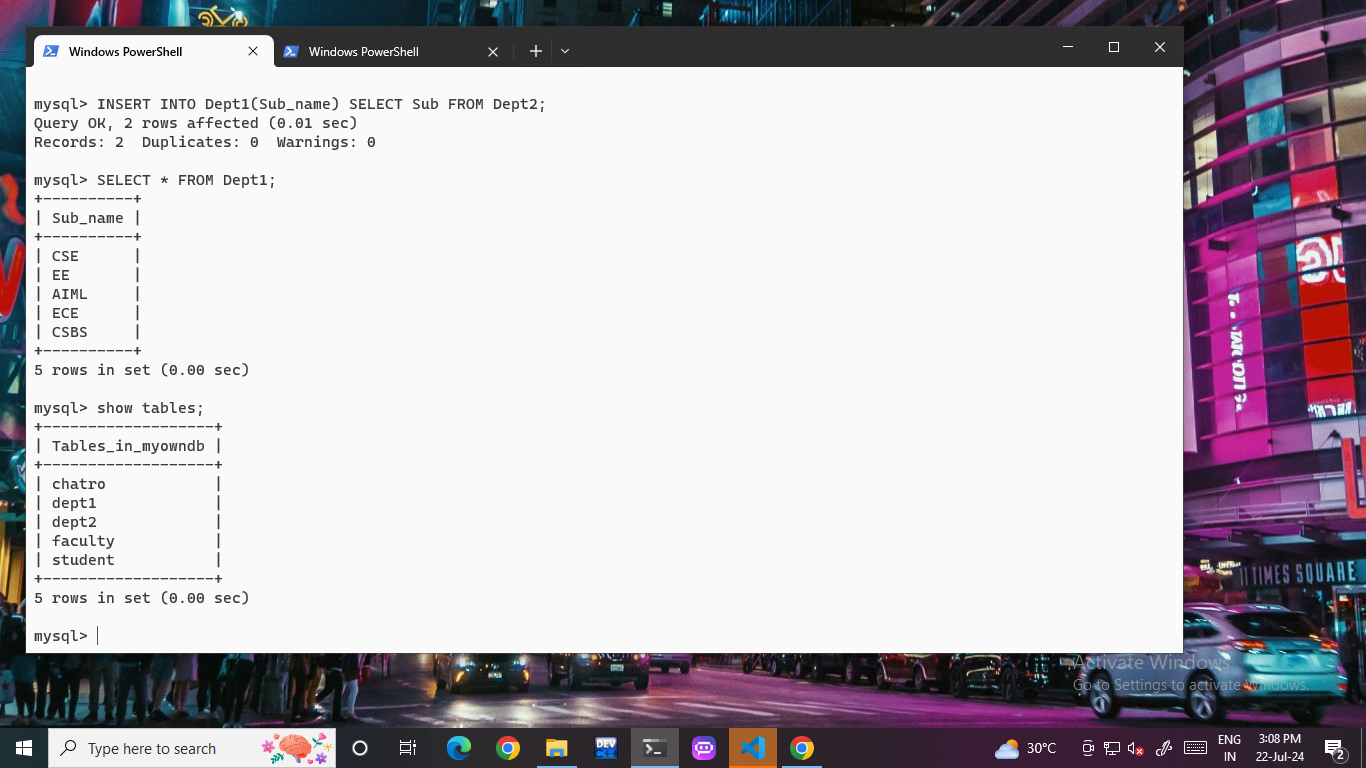 Windows PowerShell
Windows PowerShell
mysql> INSERT INTO Dept1(Sub_name) SELECT Sub FROM Dept2;
Query OK, 2 rows affected (0.01 sec)
Records: 2  Duplicates: 0  Warnings: 0
mysql> SELECT * FROM Dept1;
+----------+
| Sub_name |
+----------+
| CSE      |
| EE       |
| AIML     |
| ECE      |
| CSBS     |
+----------+
5 rows in set (0.00 sec)
mysql> show tables;
+-------------------+
| Tables_in_myowndb |
+-------------------+
| chatro            |
| dept1             |
| dept2             |
| faculty           |
| student           |
+-------------------+
5 rows in set (0.00 sec)
mysql>
11 TIMES SQUARE
Activate Windows
Go to Settings to activate Windows.
Type here to search
DEV
30°C
ENG
IN
3:08 PM
22-Jul-24
2